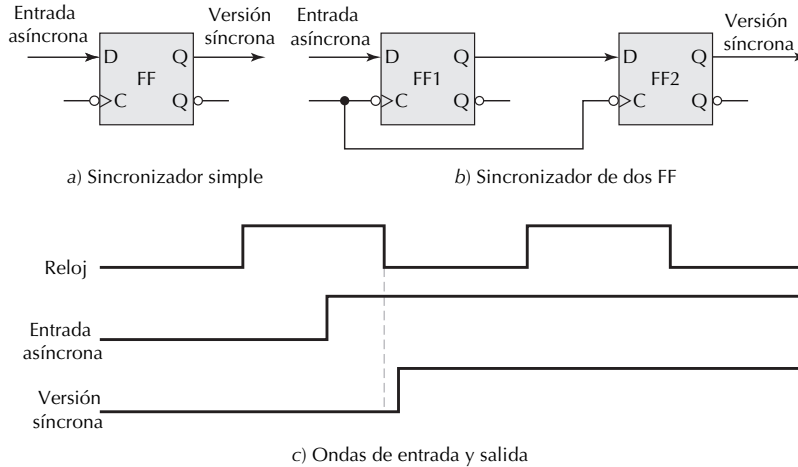 Entrada
asíncrona
Versión
síncrona
D Q
FF
C Q
Entrada
asíncrona
D Q
FF1
C Q
D Q
FF2
C Q
Versión
síncrona
a) Sincronizador simple
b) Sincronizador de dos FF
Reloj
Entrada
asíncrona
Versión
síncrona
c) Ondas de entrada y salida